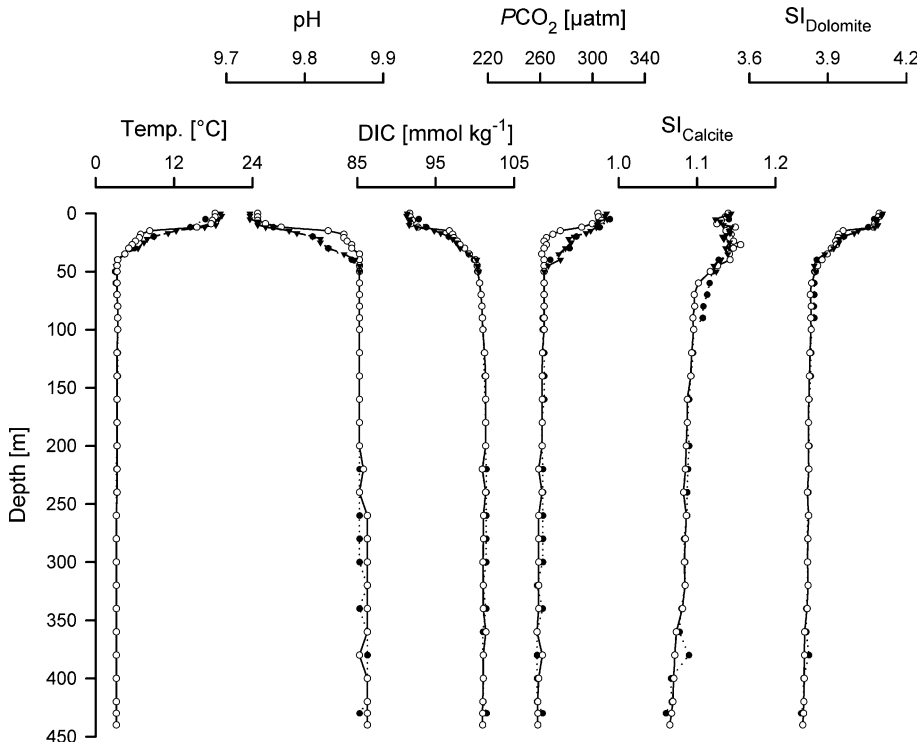 pH PCO₂ [µatm] SI_Dolomite
9.7 9.8 9.9 220 260 300 340 3.6 3.9 4.2
Temp. [°C] DIC [mmol kg⁻¹] SI_Calcite
0 12 24 85 95 105 1.0 1.1 1.2
0
50
100
150
200
250
300
350
400
450
Depth [m]